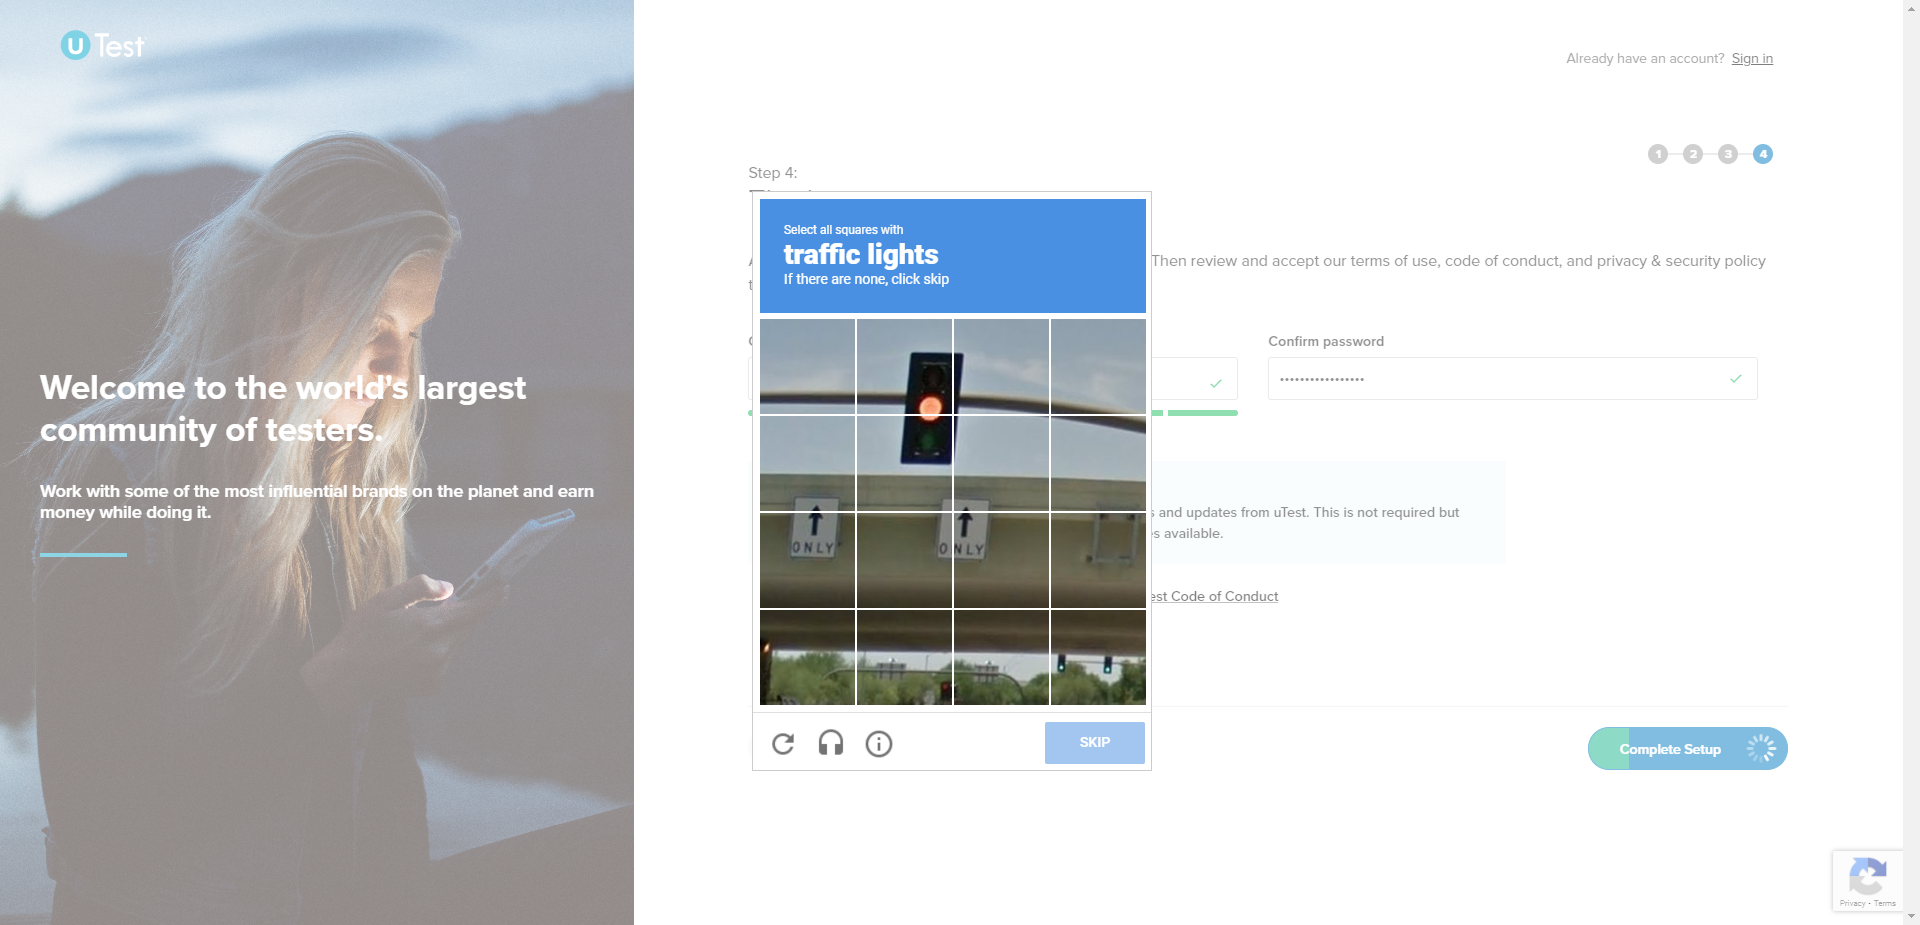 uTest
Already have an account? Sign in
1 2 3 4
Step 4:
Select all squares with
traffic lights
If there are none, click skip
Then review and accept our terms of use, code of conduct, and privacy & security policy
Confirm password
Welcome to the world's largest
community of testers.
Work with some of the most influential brands on the planet and earn
money while doing it.
s and updates from uTest. This is not required but
s available.
ONLY
ONLY
est Code of Conduct
SKIP
Complete Setup
Privacy - Terms